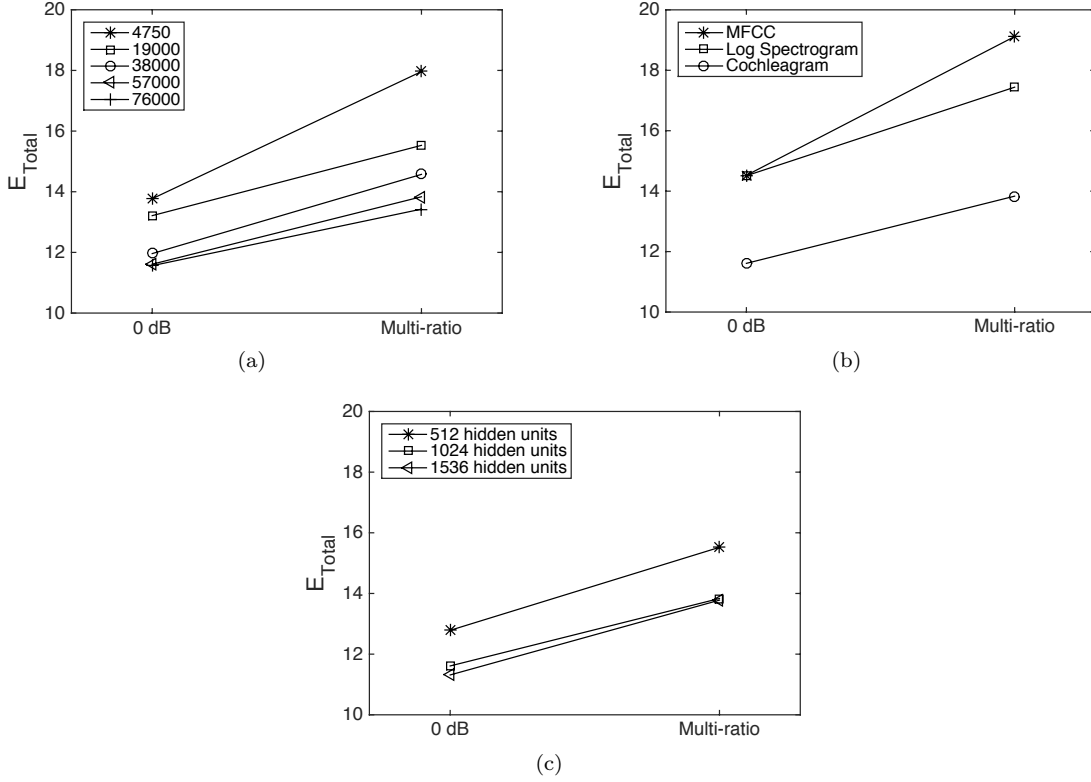 20
18
16
14
12
10
E_Total
4750
19000
38000
57000
76000
0 dB
Multi-ratio
(a)
20
18
16
14
12
10
E_Total
MFCC
Log Spectrogram
Cochleagram
0 dB
Multi-ratio
(b)
20
18
16
14
12
10
E_Total
512 hidden units
1024 hidden units
1536 hidden units
0 dB
Multi-ratio
(c)